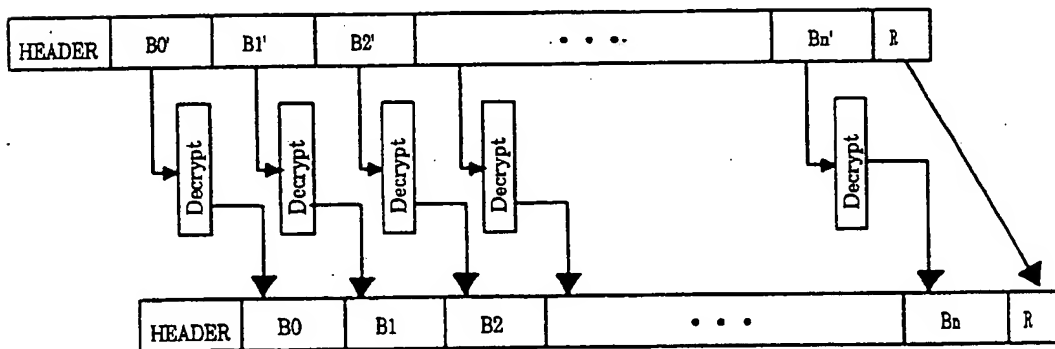 HEADER B0' B1' B2' • • • Bn' R
Decrypt Decrypt Decrypt Decrypt Decrypt
HEADER B0 B1 B2 • • • Bn R